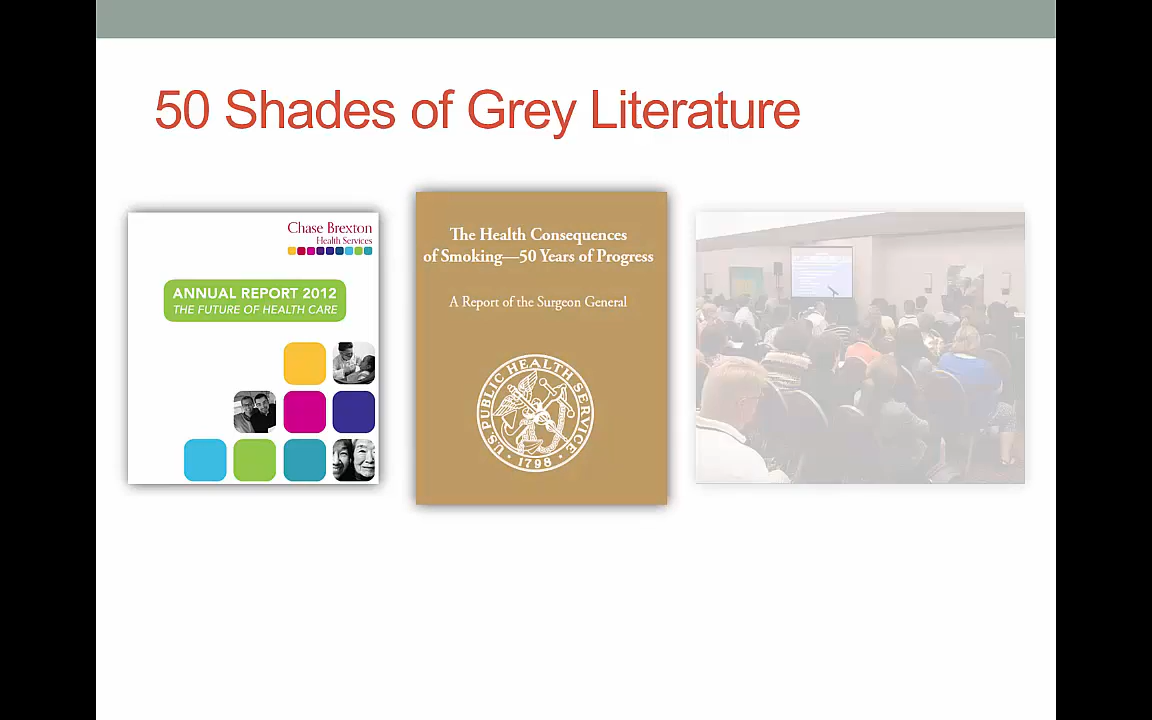 50 Shades of Grey Literature
Chase Brexton
Health Services
ANNUAL REPORT 2012
THE FUTURE OF HEALTH CARE
The Health Consequences
of Smoking—50 Years of Progress
A Report of the Surgeon General
U.S. PUBLIC HEALTH SERVICE
1798